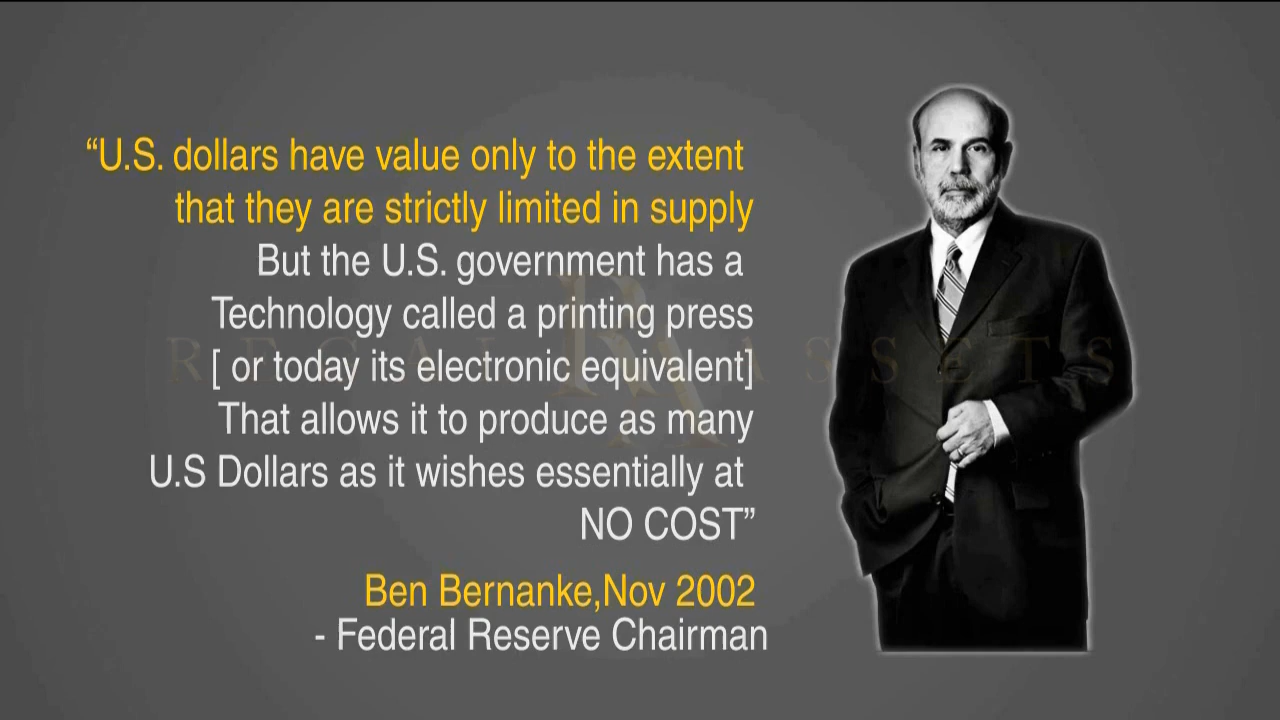 “U.S. dollars have value only to the extent
that they are strictly limited in supply
But the U.S. government has a
Technology called a printing press
[ or today its electronic equivalent]
That allows it to produce as many
U.S Dollars as it wishes essentially at
NO COST”
Ben Bernanke,Nov 2002
- Federal Reserve Chairman
REGAL ASSETS